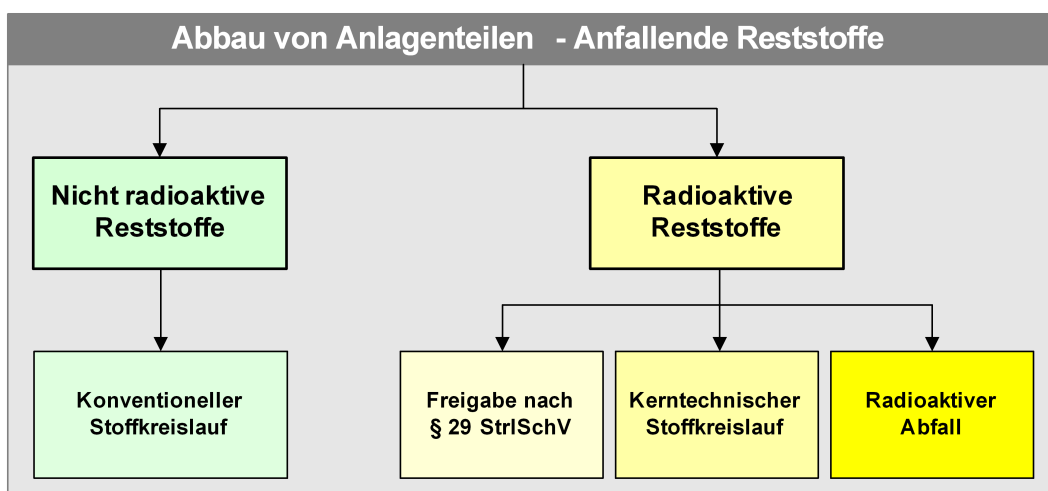 Abbau von Anlagenteilen - Anfallende Reststoffe
Nicht radioaktive
Reststoffe
Radioaktive
Reststoffe
Konventioneller
Stoffkreislauf
Freigabe nach
§ 29 StrlSchV
Kerntechnischer
Stoffkreislauf
Radioaktiver
Abfall